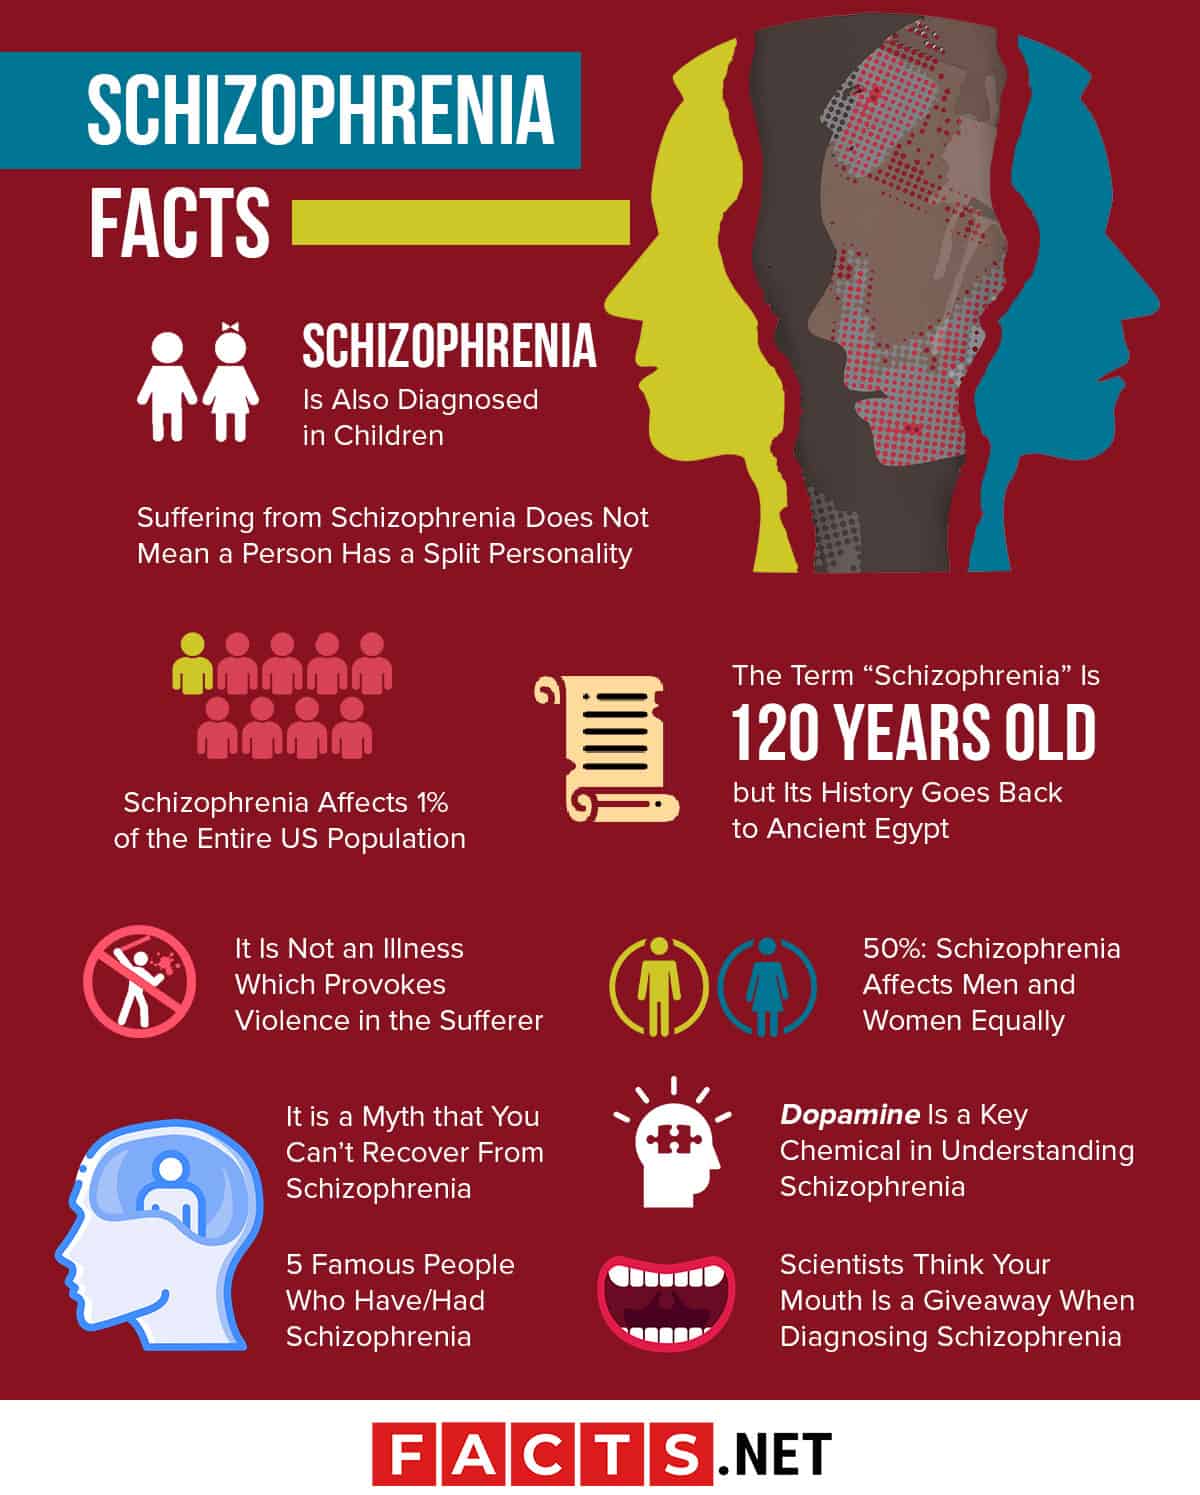 SCHIZOPHRENIA
FACTS
SCHIZOPHRENIA
Is Also Diagnosed
in Children
Suffering from Schizophrenia Does Not
Mean a Person Has a Split Personality
Schizophrenia Affects 1%
of the Entire US Population
The Term “Schizophrenia” Is
120 YEARS OLD
but Its History Goes Back
to Ancient Egypt
It Is Not an Illness
Which Provokes
Violence in the Sufferer
50%: Schizophrenia
Affects Men and
Women Equally
It is a Myth that You
Can’t Recover From
Schizophrenia
Dopamine Is a Key
Chemical in Understanding
Schizophrenia
5 Famous People
Who Have/Had
Schizophrenia
Scientists Think Your
Mouth Is a Giveaway When
Diagnosing Schizophrenia
FACTS.NET